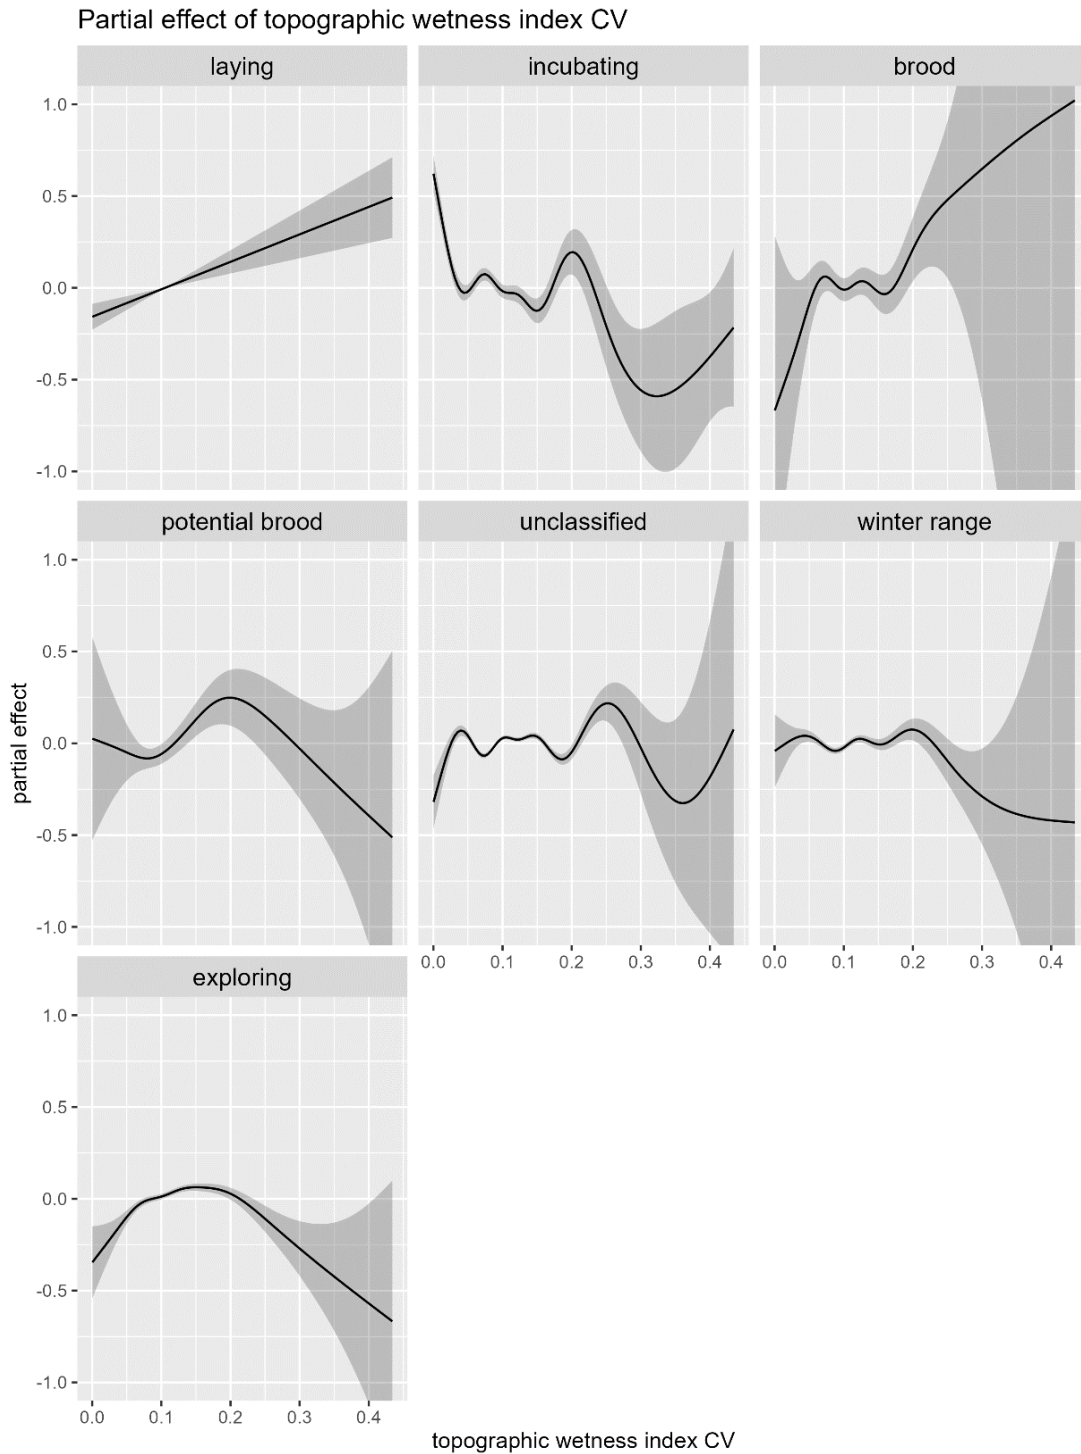 Partial effect of topographic wetness index CV
laying
incubating
brood
1.0
0.5
0.0
-0.5
-1.0
potential brood
unclassified
winter range
1.0
0.5
0.0
-0.5
-1.0
0.0 0.1 0.2 0.3 0.4
0.0 0.1 0.2 0.3 0.4
exploring
1.0
0.5
0.0
-0.5
-1.0
0.0 0.1 0.2 0.3 0.4
partial effect
topographic wetness index CV